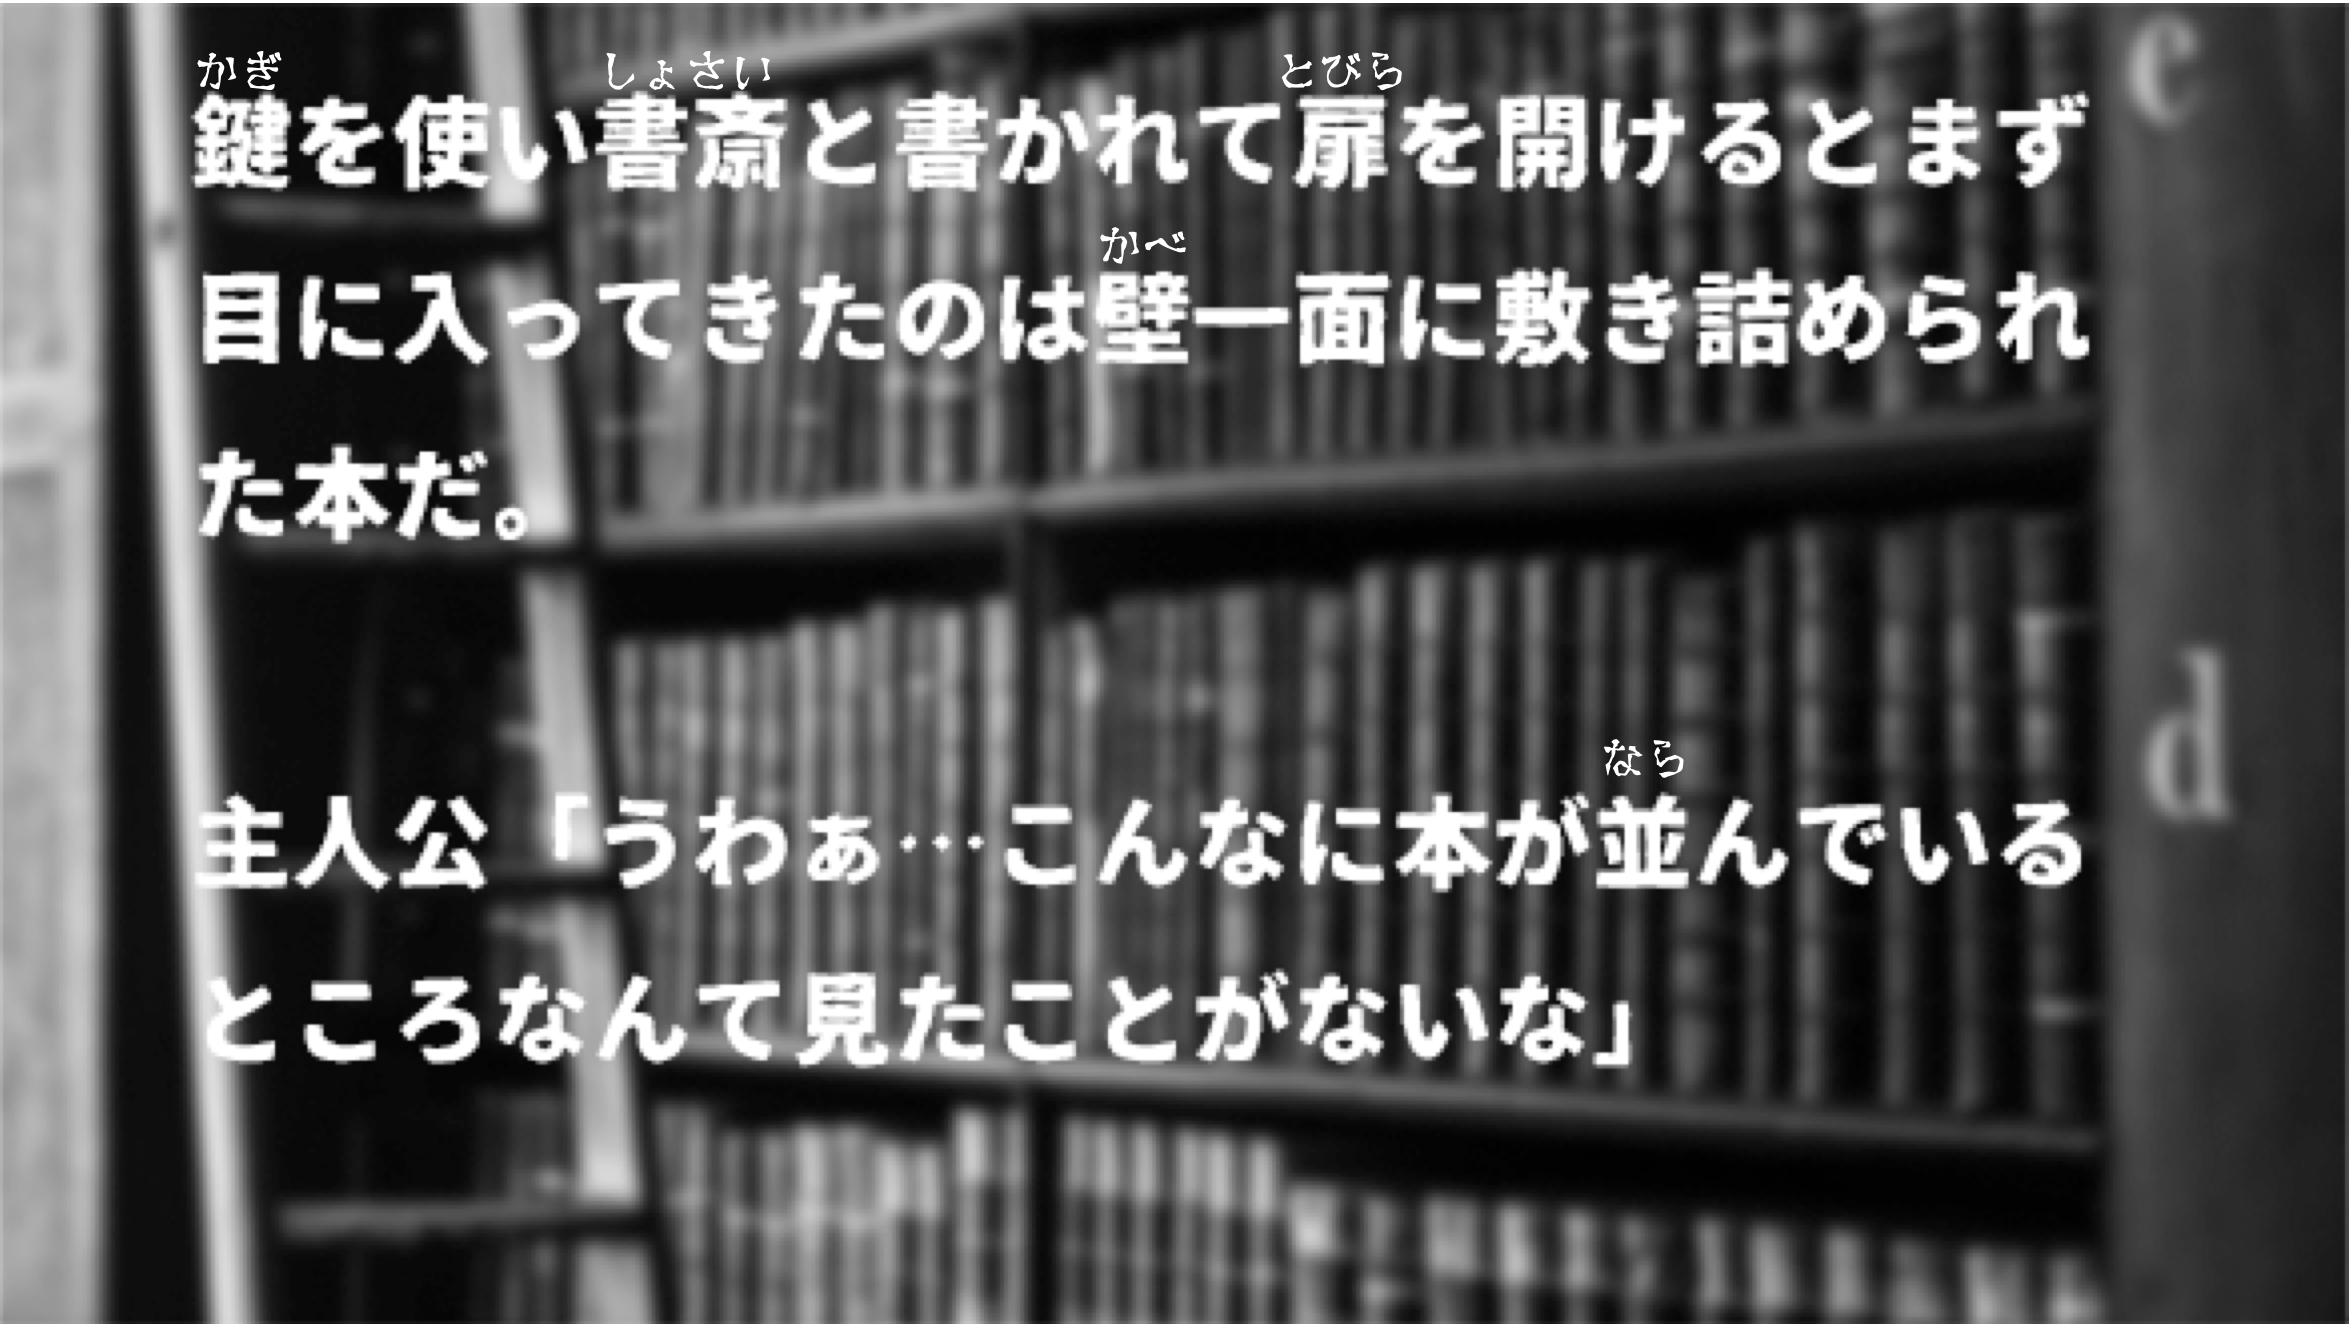 かぎ しょさい とびら
鍵を使い書斎と書かれて扉を開けるとまず
かべ
目に入ってきたのは壁一面に敷き詰められ
た本だ。
なら
主人公「うわぁ…こんなに本が並んでいる
ところなんて見たことがないな」
c
d